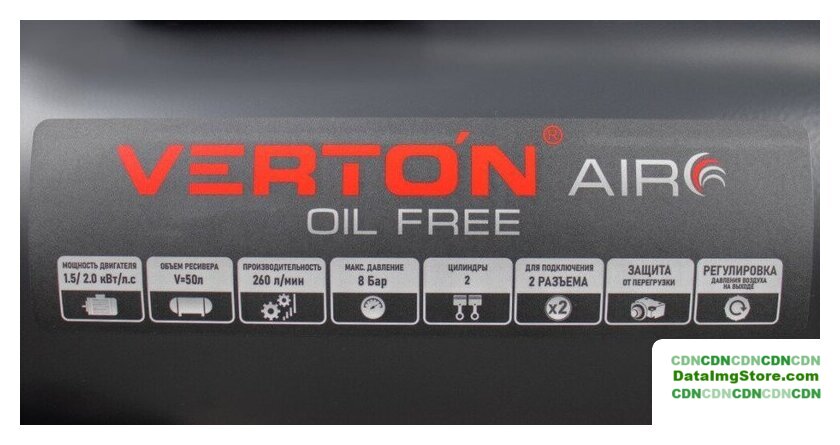 VERTON® AIR
OIL FREE
МОЩНОСТЬ ДВИГАТЕЛЯ
1.5/ 2.0 кВт/л.с
ОБЪЕМ РЕСИВЕРА
V=50л
ПРОИЗВОДИТЕЛЬНОСТЬ
260 л/мин
МАКС. ДАВЛЕНИЕ
8 Бар
ЦИЛИНДРЫ
2
ДЛЯ ПОДКЛЮЧЕНИЯ
2 РАЗЪЕМА
x2
ЗАЩИТА
ОТ ПЕРЕГРУЗКИ
РЕГУЛИРОВКА
ДАВЛЕНИЯ ВОЗДУХА
НА ВЫХОДЕ
CDNCDNCDNCDNCDN
DataImgStore.com
CDNCDNCDNCDNCDN